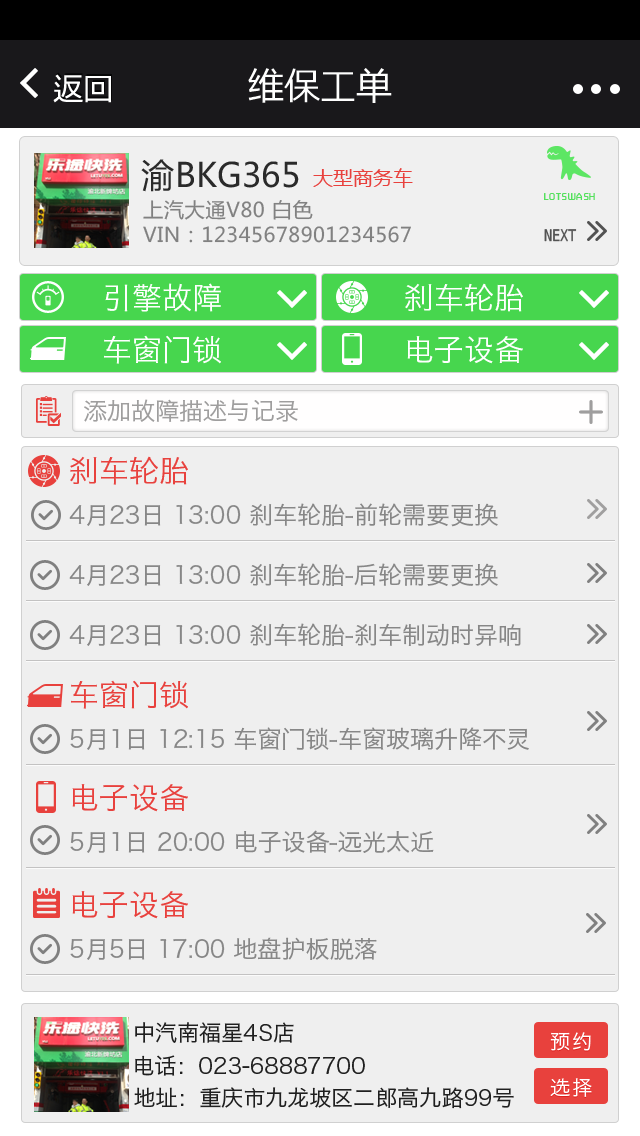 返回
维保工单
乐通快洗
渝BKG365 大型商务车
上汽大通V80 白色
VIN：12345678901234567
LOTSWASH
NEXT
引擎故障
刹车轮胎
车窗门锁
电子设备
添加故障描述与记录
刹车轮胎
4月23日 13:00 刹车轮胎-前轮需要更换
4月23日 13:00 刹车轮胎-后轮需要更换
4月23日 13:00 刹车轮胎-刹车制动时异响
车窗门锁
5月1日 12:15 车窗门锁-车窗玻璃升降不灵
电子设备
5月1日 20:00 电子设备-远光太近
电子设备
5月5日 17:00 地盘护板脱落
乐通快洗
中汽南福星4S店
电话：023-68887700
地址：重庆市九龙坡区二郎高九路99号
预约
选择